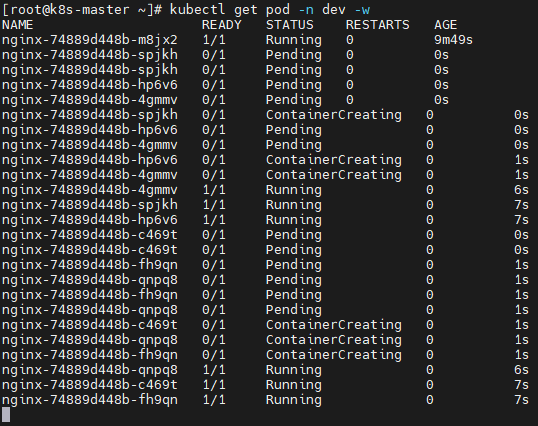 [root@k8s-master ~]# kubectl get pod -n dev -w
NAME READY STATUS RESTARTS AGE
nginx-74889d448b-m8jx2 1/1 Running 0 9m49s
nginx-74889d448b-spjkh 0/1 Pending 0 0s
nginx-74889d448b-spjkh 0/1 Pending 0 0s
nginx-74889d448b-hp6v6 0/1 Pending 0 0s
nginx-74889d448b-4gmmv 0/1 Pending 0 0s
nginx-74889d448b-spjkh 0/1 ContainerCreating 0 0s
nginx-74889d448b-hp6v6 0/1 Pending 0 0s
nginx-74889d448b-4gmmv 0/1 Pending 0 0s
nginx-74889d448b-hp6v6 0/1 ContainerCreating 0 1s
nginx-74889d448b-4gmmv 0/1 ContainerCreating 0 1s
nginx-74889d448b-4gmmv 1/1 Running 0 6s
nginx-74889d448b-spjkh 1/1 Running 0 7s
nginx-74889d448b-hp6v6 1/1 Running 0 7s
nginx-74889d448b-c469t 0/1 Pending 0 0s
nginx-74889d448b-c469t 0/1 Pending 0 0s
nginx-74889d448b-fh9qn 0/1 Pending 0 1s
nginx-74889d448b-qnpq8 0/1 Pending 0 1s
nginx-74889d448b-fh9qn 0/1 Pending 0 1s
nginx-74889d448b-qnpq8 0/1 Pending 0 1s
nginx-74889d448b-c469t 0/1 ContainerCreating 0 1s
nginx-74889d448b-qnpq8 0/1 ContainerCreating 0 1s
nginx-74889d448b-fh9qn 0/1 ContainerCreating 0 1s
nginx-74889d448b-qnpq8 1/1 Running 0 6s
nginx-74889d448b-c469t 1/1 Running 0 7s
nginx-74889d448b-fh9qn 1/1 Running 0 7s